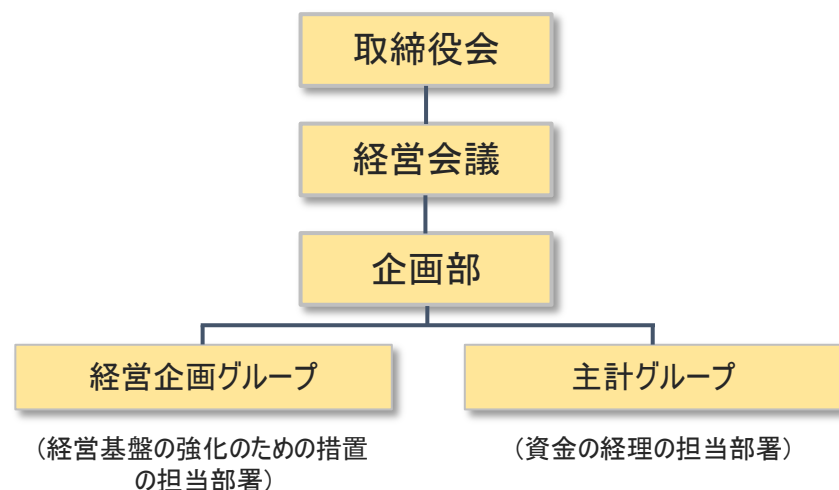 取締役会
経営会議
企画部
経営企画グループ
主計グループ
（経営基盤の強化のための措置
の担当部署）
（資金の経理の担当部署）